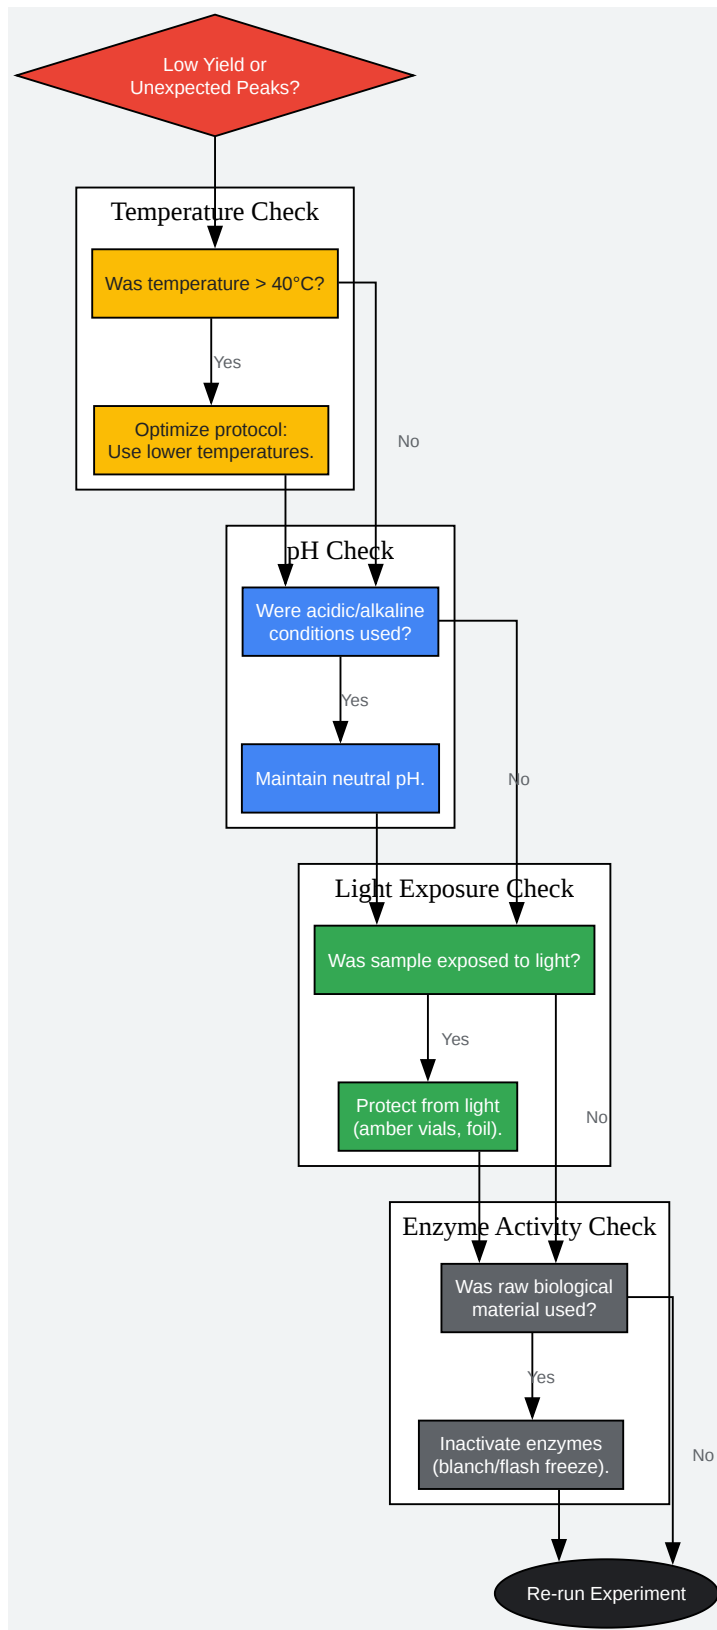 Low Yield or
Unexpected Peaks?
Temperature Check
Was temperature > 40°C?
Yes
Optimize protocol:
Use lower temperatures.
No
pH Check
Were acidic/alkaline
conditions used?
Yes
Maintain neutral pH.
No
Light Exposure Check
Was sample exposed to light?
Yes
Protect from light
(amber vials, foil).
No
Enzyme Activity Check
Was raw biological
material used?
Yes
Inactivate enzymes
(blanch/flash freeze).
No
Re-run Experiment